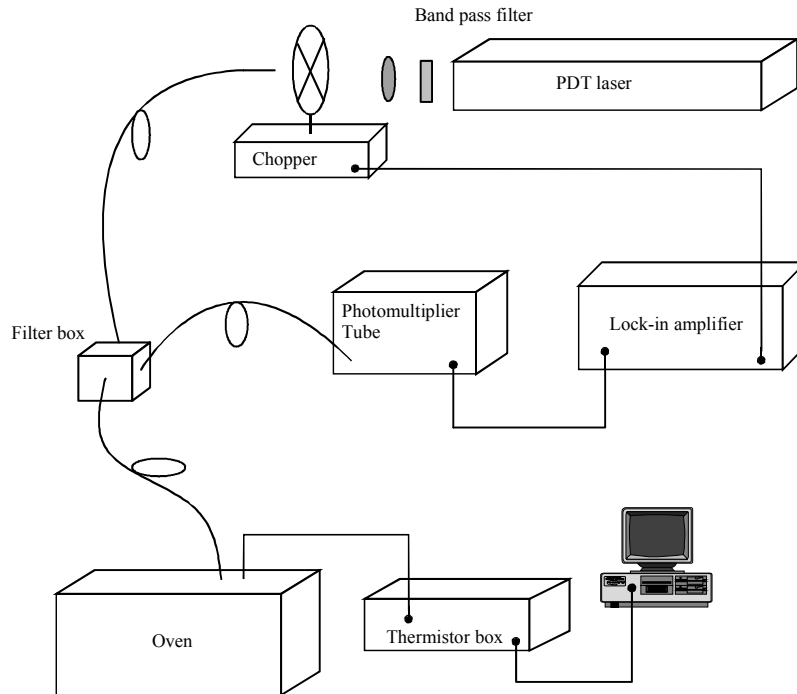 Band pass filter
PDT laser
Chopper
Photomultiplier
Tube
Lock-in amplifier
Filter box
Oven
Thermistor box